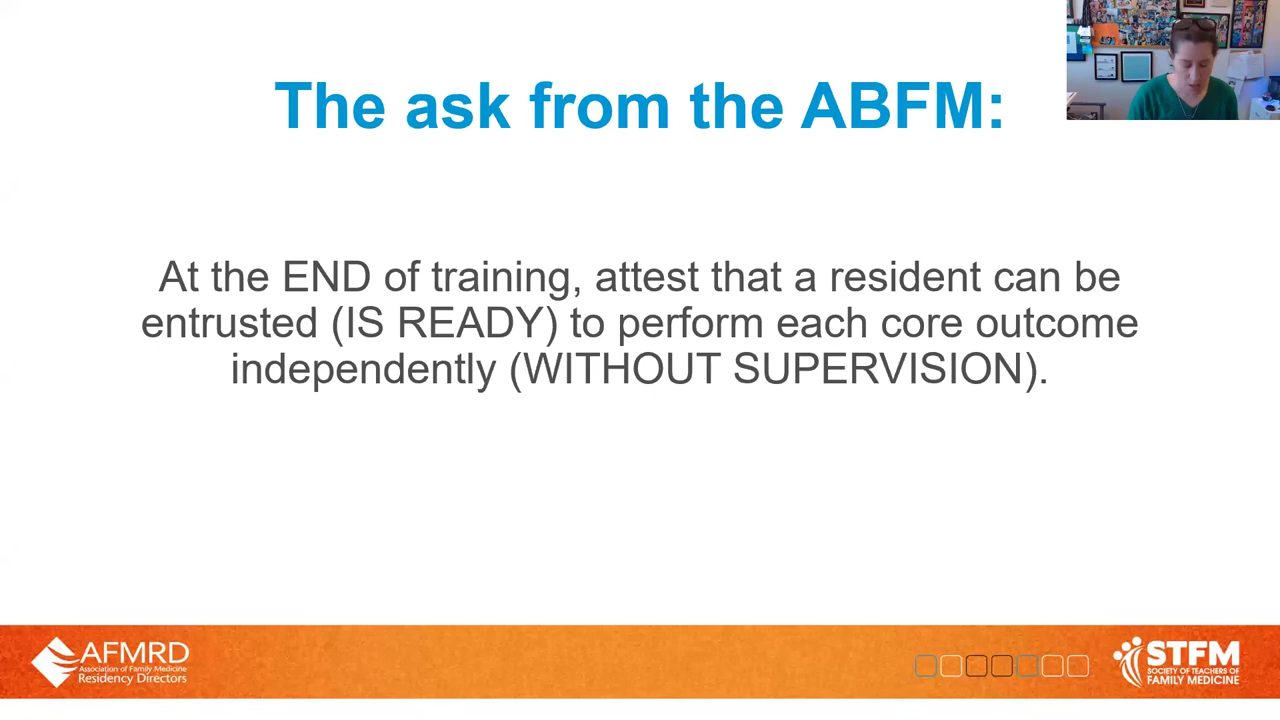 The ask from the ABFM:
At the END of training, attest that a resident can be
entrusted (IS READY) to perform each core outcome
independently (WITHOUT SUPERVISION).
AFMRD
Association of Family Medicine
Residency Directors
STFM
SOCIETY OF TEACHERS OF
FAMILY MEDICINE